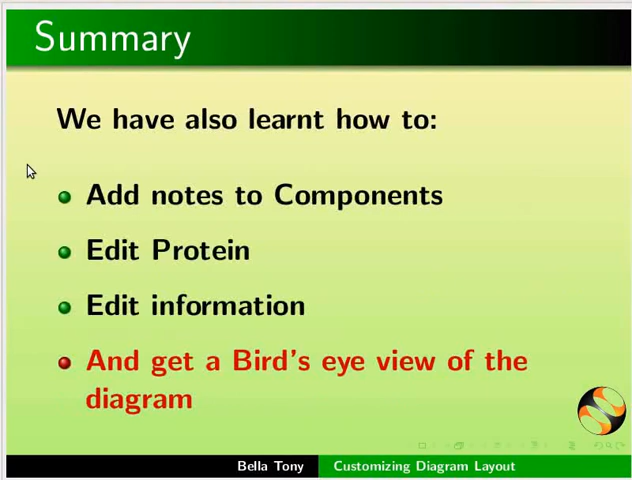 Summary
We have also learnt how to:
Add notes to Components
Edit Protein
Edit information
And get a Bird's eye view of the
diagram
Bella Tony
Customizing Diagram Layout